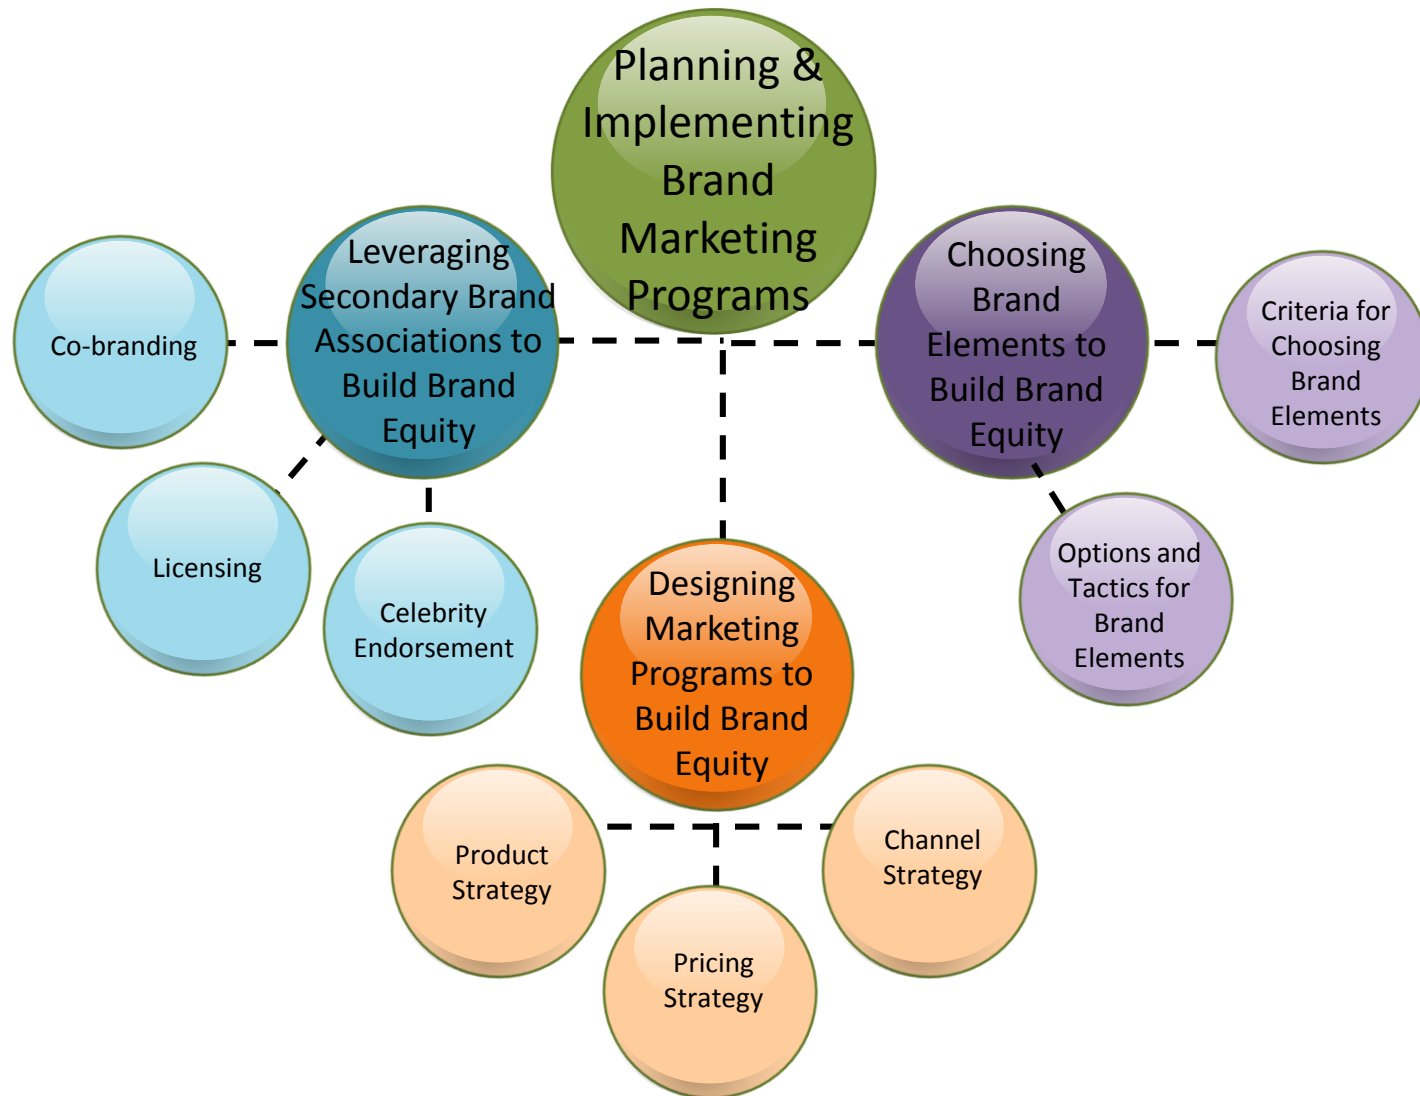 Planning &
Implementing
Brand
Marketing
Programs
Leveraging
Secondary Brand
Associations to
Build Brand
Equity
Choosing
Brand
Elements to
Build Brand
Equity
Co-branding
Criteria for
Choosing
Brand
Elements
Licensing
Celebrity
Endorsement
Options and
Tactics for
Brand
Elements
Designing
Marketing
Programs to
Build Brand
Equity
Product
Strategy
Pricing
Strategy
Channel
Strategy